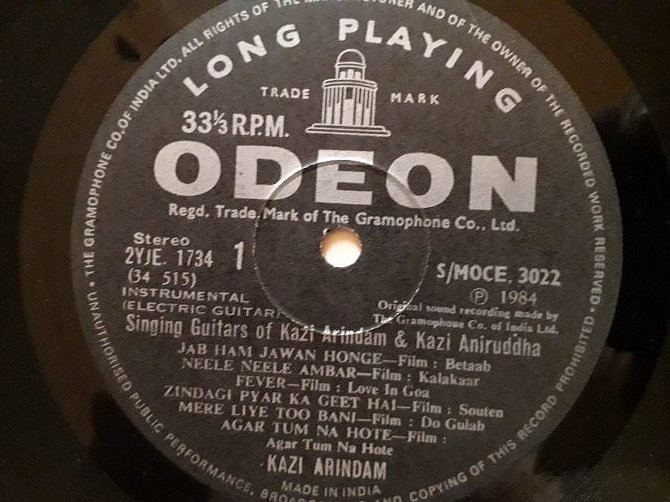 UNAUTHORISED PUBLIC PERFORMANCE, BROADCASTING AND COPYING OF THIS RECORD PROHIBITED.
• THE GRAMOPHONE CO. OF INDIA LTD. ALL RIGHTS OF THE MANUFACTURER AND OF THE OWNER OF THE RECORDED WORK RESERVED •
LONG PLAYING
TRADE MARK
33⅓ R.P.M.
ODEON
Regd. Trade. Mark of The Gramophone Co., Ltd.
Stereo
2YJE. 1734 1 S/MOCE. 3022
(34 515) Ⓟ 1984
INSTRUMENTAL
(ELECTRIC GUITAR)
Original sound recording made by
The Gramophone Co. of India Ltd.
Singing Guitars of Kazi Arindam & Kazi Aniruddha
JAB HAM JAWAN HONGE—Film : Betaab
NEELE NEELE AMBAR—Film : Kalakaar
FEVER—Film : Love In Goa
ZINDAGI PYAR KA GEET HAI—Film : Souten
MERE LIYE TOO BANI—Film : Do Gulab
AGAR TUM NA HOTE—Film :
Agar Tum Na Hote
KAZI ARINDAM
MADE IN INDIA